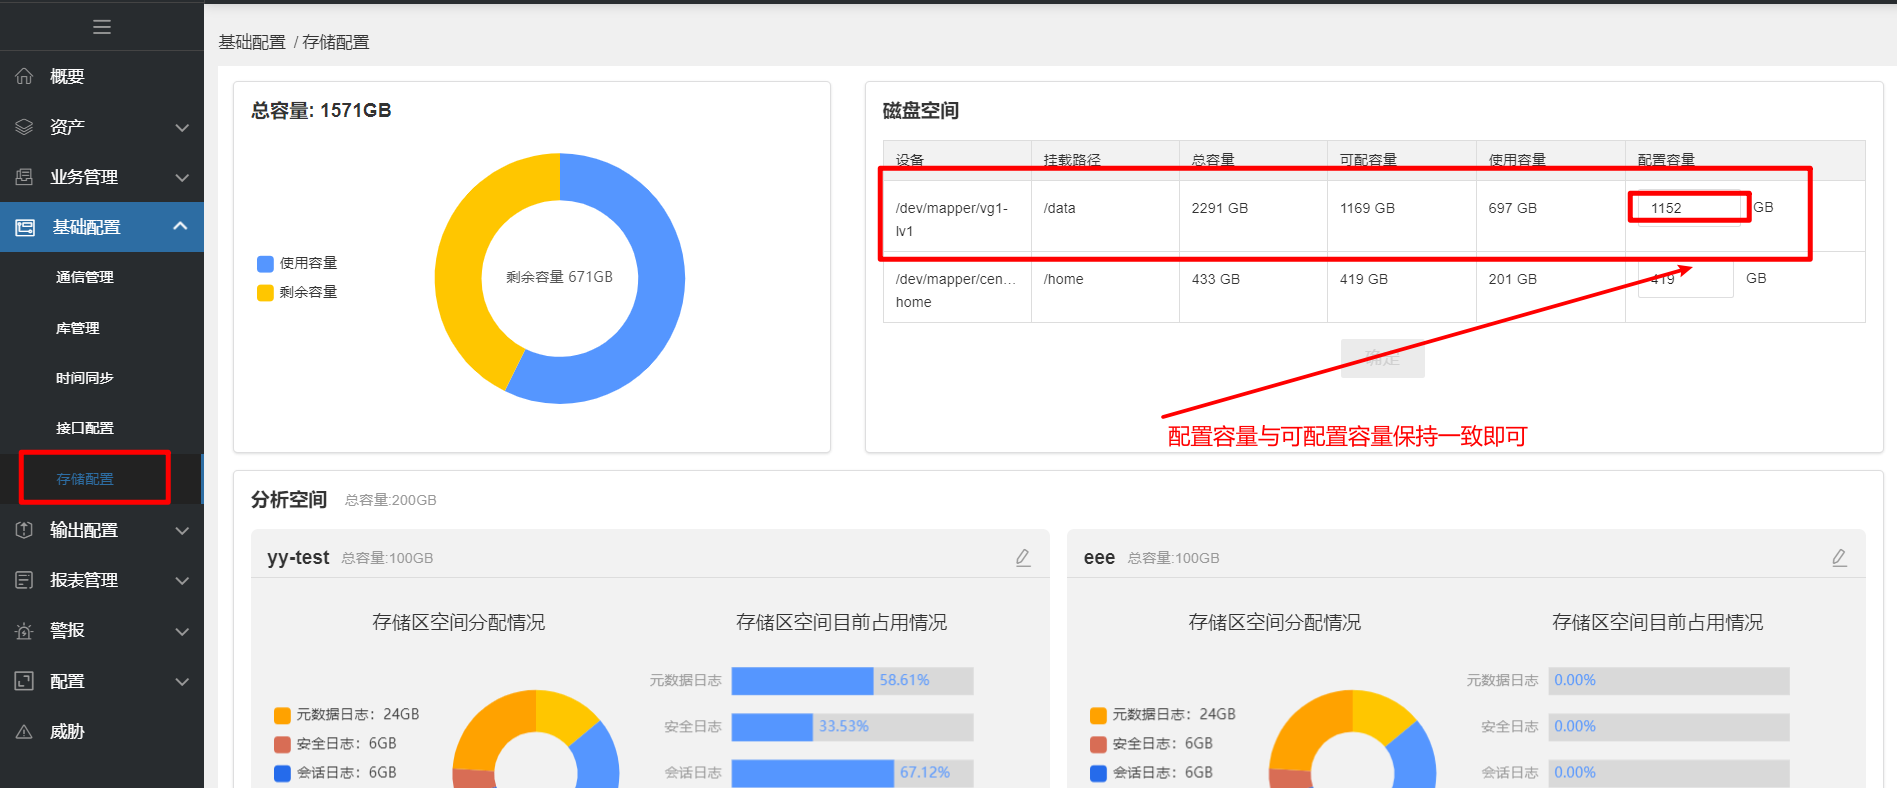 基础配置 / 存储配置
概要
资产
业务管理
基础配置
通信管理
库管理
时间同步
接口配置
存储配置
输出配置
报表管理
警报
配置
威胁
总容量: 1571GB
使用容量
剩余容量
剩余容量 671GB
磁盘空间
设备 挂载路径 总容量 可配容量 使用容量 配置容量
/dev/mapper/vg1-lv1 /data 2291 GB 1169 GB 697 GB 1152 GB
/dev/mapper/cen... home /home 433 GB 419 GB 201 GB 419 GB
确定
配置容量与可配置容量保持一致即可
分析空间 总容量:200GB
yy-test 总容量:100GB
存储区空间分配情况
元数据日志：24GB
安全日志：6GB
会话日志：6GB
存储区空间目前占用情况
元数据日志 58.61%
安全日志 33.53%
会话日志 67.12%
eee 总容量:100GB
存储区空间分配情况
元数据日志：24GB
安全日志：6GB
会话日志：6GB
存储区空间目前占用情况
元数据日志 0.00%
安全日志 0.00%
会话日志 0.00%